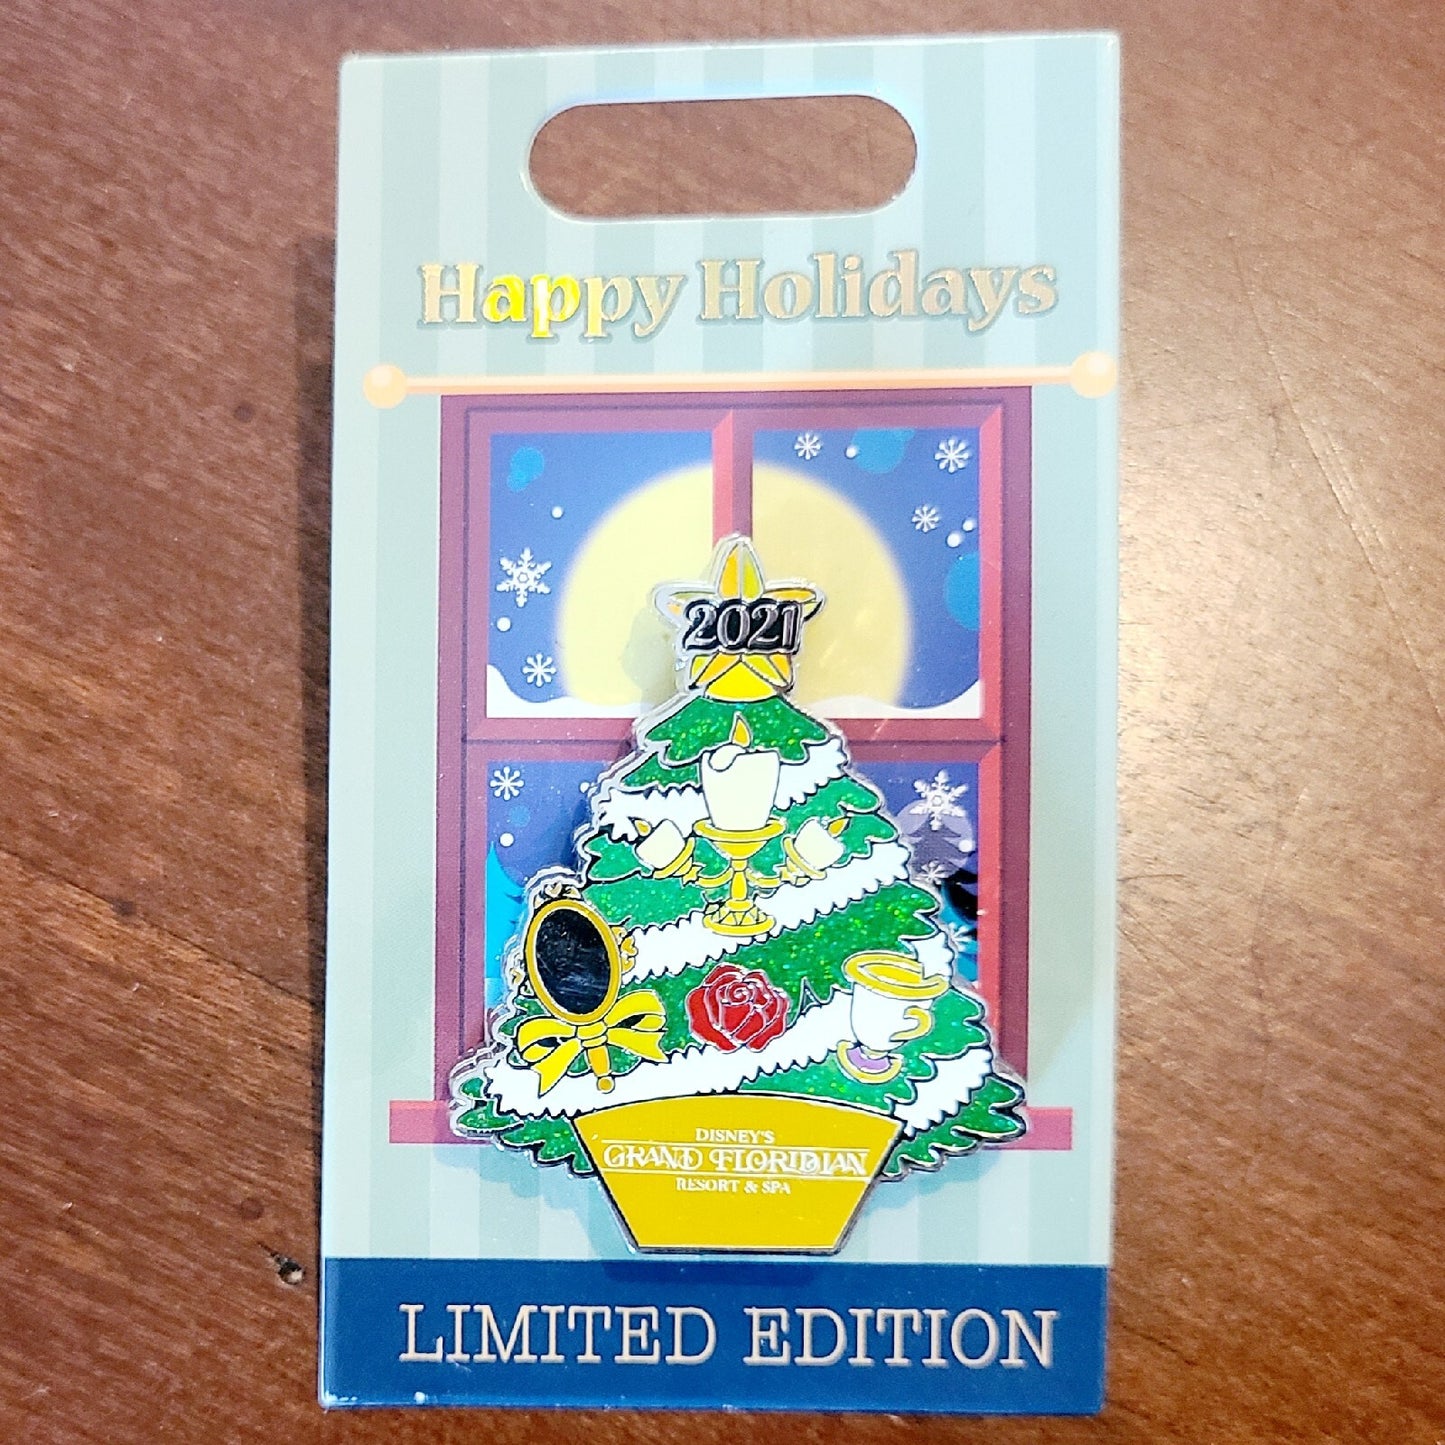 Happy Holidays
2021
DISNEY'S
GRAND FLORIDIAN
RESORT & SPA
LIMITED EDITION